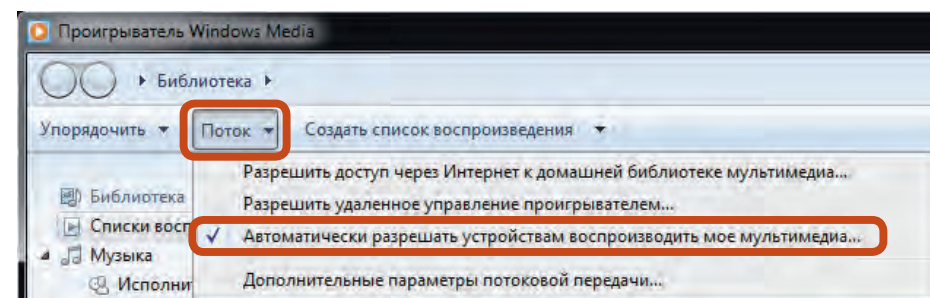 Проигрыватель Windows Media
Библиотека
Упорядочить Поток Создать список воспроизведения
Разрешить доступ через Интернет к домашней библиотеке мультимедиа...
Библиотека
Разрешить удаленное управление проигрывателем...
Списки восп
Автоматически разрешать устройствам воспроизводить мое мультимедиа...
Музыка
Исполни
Дополнительные параметры потоковой передачи...